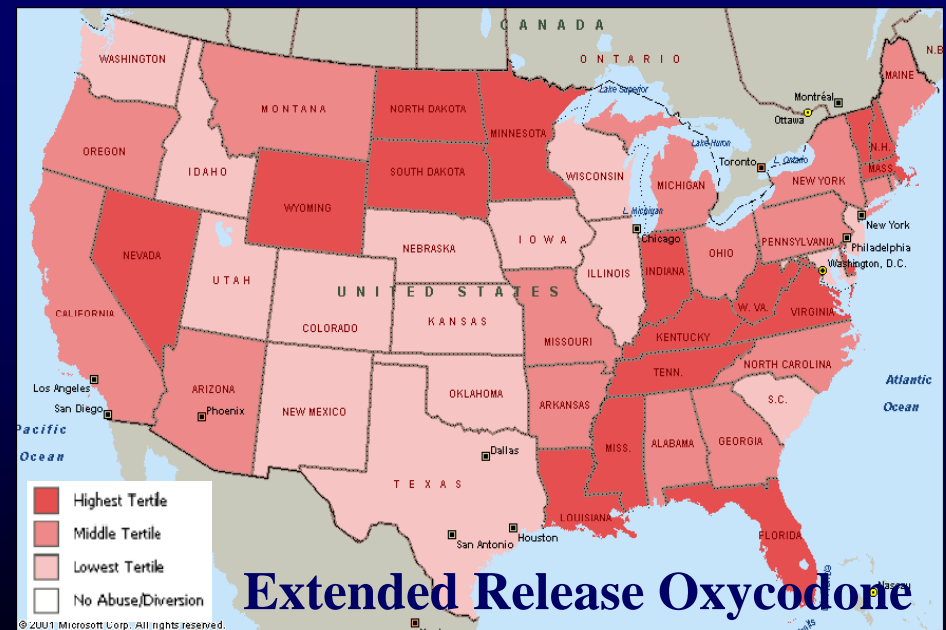 CANADA
ONTARIO
N.B
WASHINGTON
MAINE
MONTANA
NORTH DAKOTA
Lake Superior
Montréal
Ottawa
MINNESOTA
OREGON
Lake Huron
N.H.
IDAHO
SOUTH DAKOTA
WISCONSIN
Toronto
L. Ontario
MASS.
MICHIGAN
NEW YORK
WYOMING
L. Michigan
New York
Chicago
NEBRASKA
IOWA
PENNSYLVANIA
Philadelphia
NEVADA
OHIO
Washington, D.C.
UTAH
ILLINOIS
INDIANA
UNITED STATES
CALIFORNIA
COLORADO
KANSAS
W. VA.
VIRGINIA
MISSOURI
KENTUCKY
NORTH CAROLINA
TENN.
Los Angeles
ARIZONA
OKLAHOMA
Atlantic
Ocean
San Diego
Phoenix
NEW MEXICO
ARKANSAS
S.C.
Pacific
Ocean
MISS.
ALABAMA
GEORGIA
Dallas
TEXAS
LOUISIANA
Houston
San Antonio
FLORIDA
Nassau
Highest Tertile
Middle Tertile
Lowest Tertile
No Abuse/Diversion
Extended Release Oxycodone
© 2001 Microsoft Corp. All rights reserved.